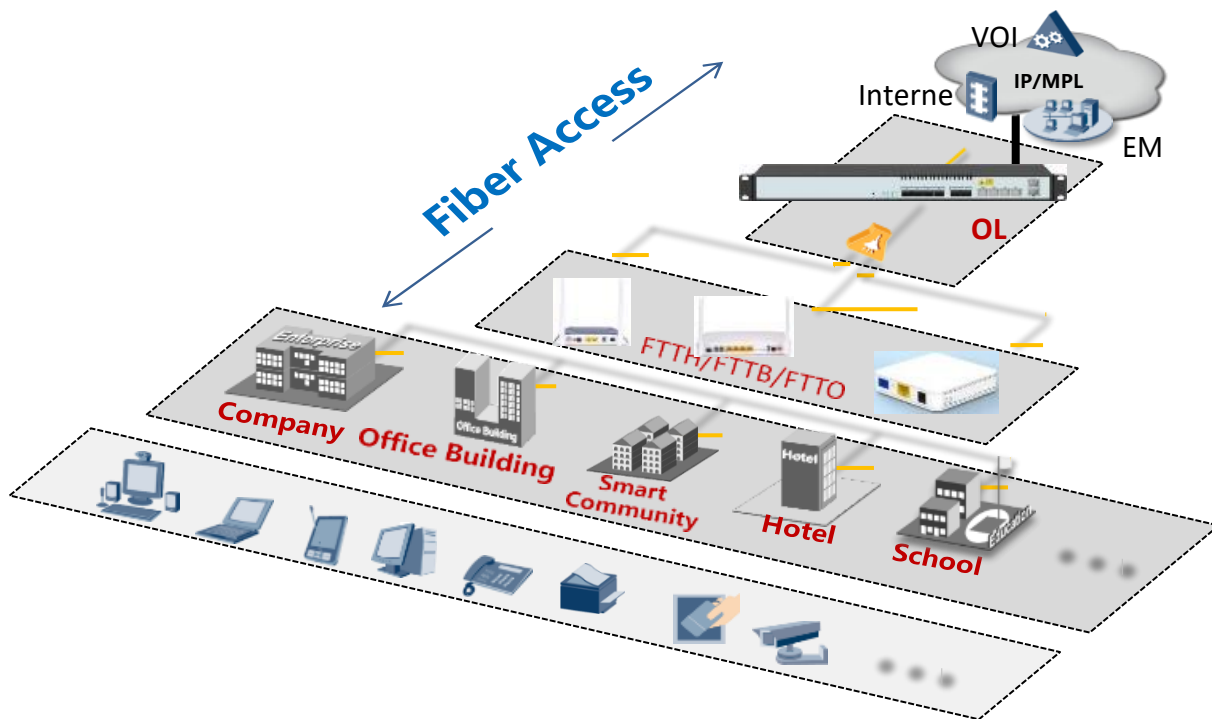 VOI
IP/MPL
Interne
EM
Fiber Access
OL
FTTH/FTTB/FTTO
Enterprise
Company
Office Building
Office Building
Smart
Community
Hotel
Hotel
Education
School